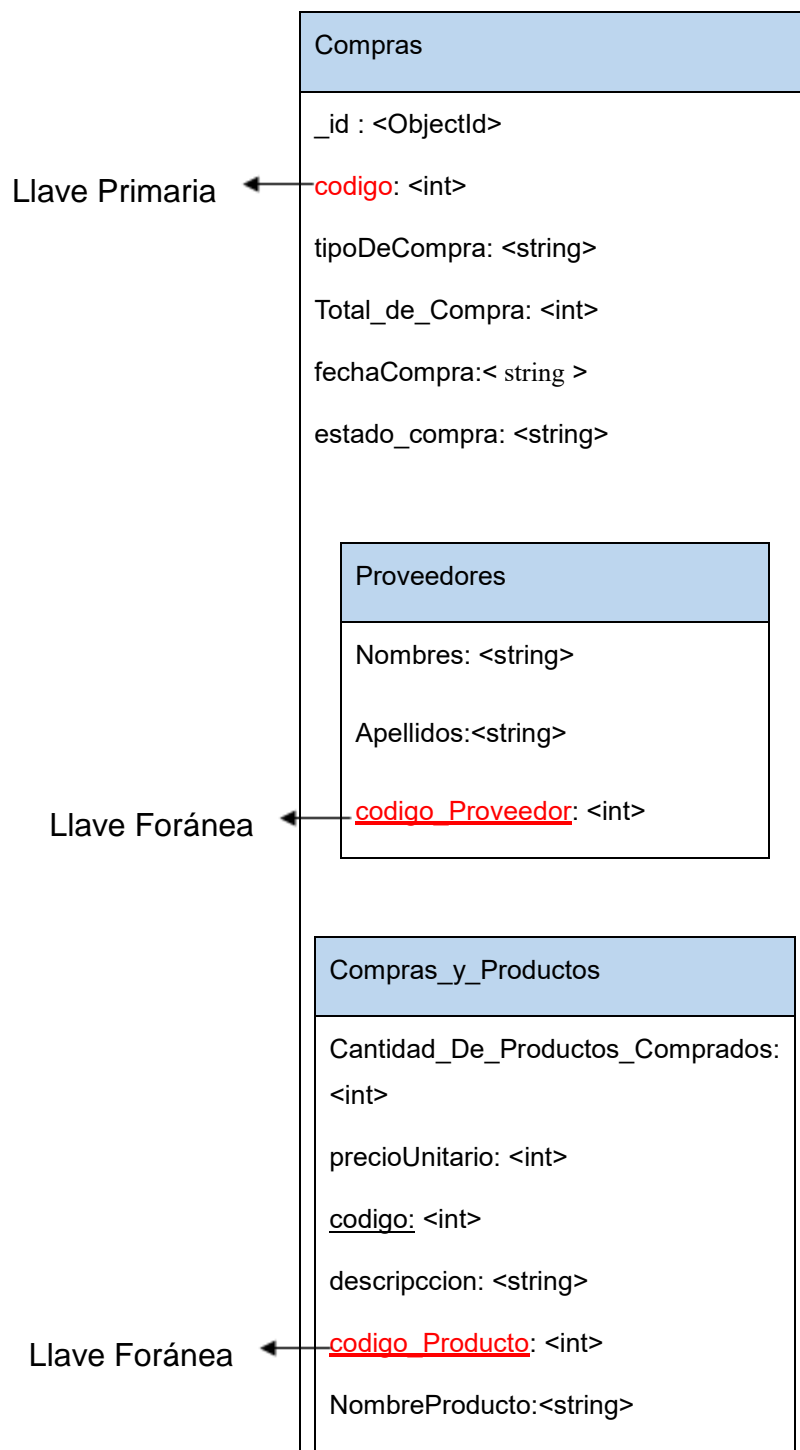 Compras
_id : <ObjectId>
Llave Primaria
codigo: <int>
tipoDeCompra: <string>
Total_de_Compra: <int>
fechaCompra:< string >
estado_compra: <string>
Proveedores
Nombres: <string>
Apellidos:<string>
Llave Foránea
codigo_Proveedor: <int>
Compras_y_Productos
Cantidad_De_Productos_Comprados:
<int>
precioUnitario: <int>
codigo: <int>
descripccion: <string>
Llave Foránea
codigo_Producto: <int>
NombreProducto:<string>